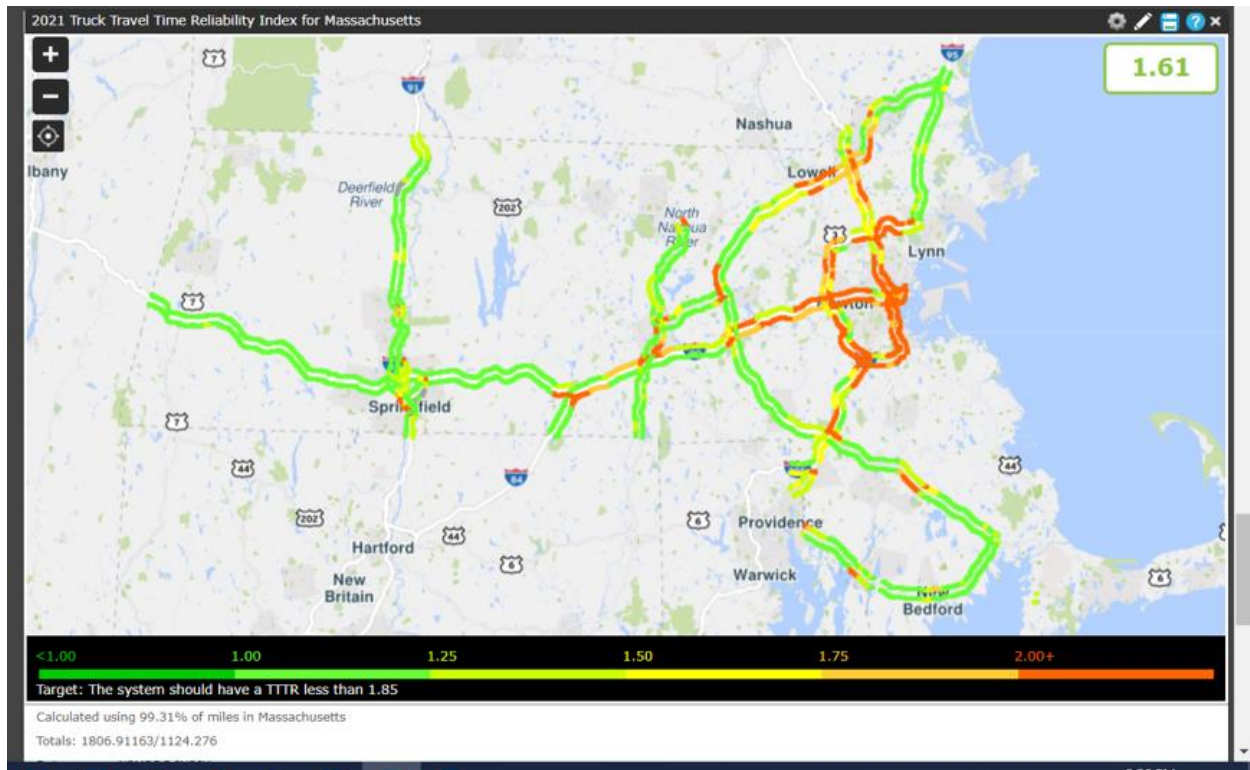 2021 Truck Travel Time Reliability Index for Massachusetts
1.61
+
−
7
91
95
Nashua
lbany
Lowell
Deerfield
River
202
North
Nashua
River
3
Lynn
7
Springfield
7
44
84
44
202
6
Providence
44
Hartford
6
Warwick
6
New
Britain
New
Bedford
<1.00 1.00 1.25 1.50 1.75 2.00+
Target: The system should have a TTTR less than 1.85
Calculated using 99.31% of miles in Massachusetts
Totals: 1806.91163/1124.276